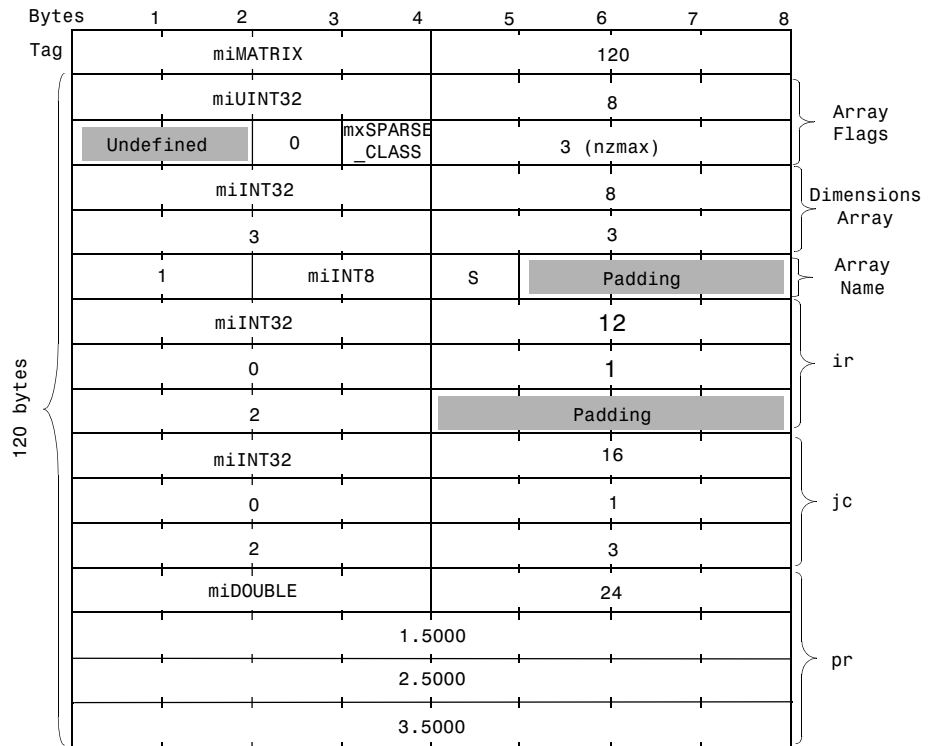 Bytes 1 2 3 4 5 6 7 8
Tag miMATRIX 120
miUINT32 8
Array Flags
Undefined 0 mxSPARSE_CLASS 3 (nzmax)
miINT32 8
Dimensions Array
3 3
1 miINT8 S Padding
Array Name
miINT32 12
0 1
ir
2 Padding
120 bytes
miINT32 16
0 1
jc
2 3
miDOUBLE 24
1.5000
pr
2.5000
3.5000